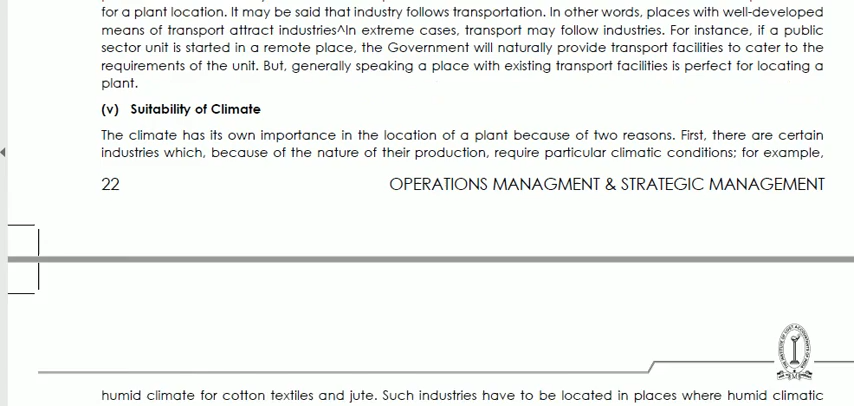 for a plant location. It may be said that industry follows transportation. In other words, places with well-developed
means of transport attract industries^In extreme cases, transport may follow industries. For instance, if a public
sector unit is started in a remote place, the Government will naturally provide transport facilities to cater to the
requirements of the unit. But, generally speaking a place with existing transport facilities is perfect for locating a
plant.
(v) Suitability of Climate
The climate has its own importance in the location of a plant because of two reasons. First, there are certain
industries which, because of the nature of their production, require particular climatic conditions; for example,
22 OPERATIONS MANAGMENT & STRATEGIC MANAGEMENT
humid climate for cotton textiles and jute. Such industries have to be located in places where humid climatic